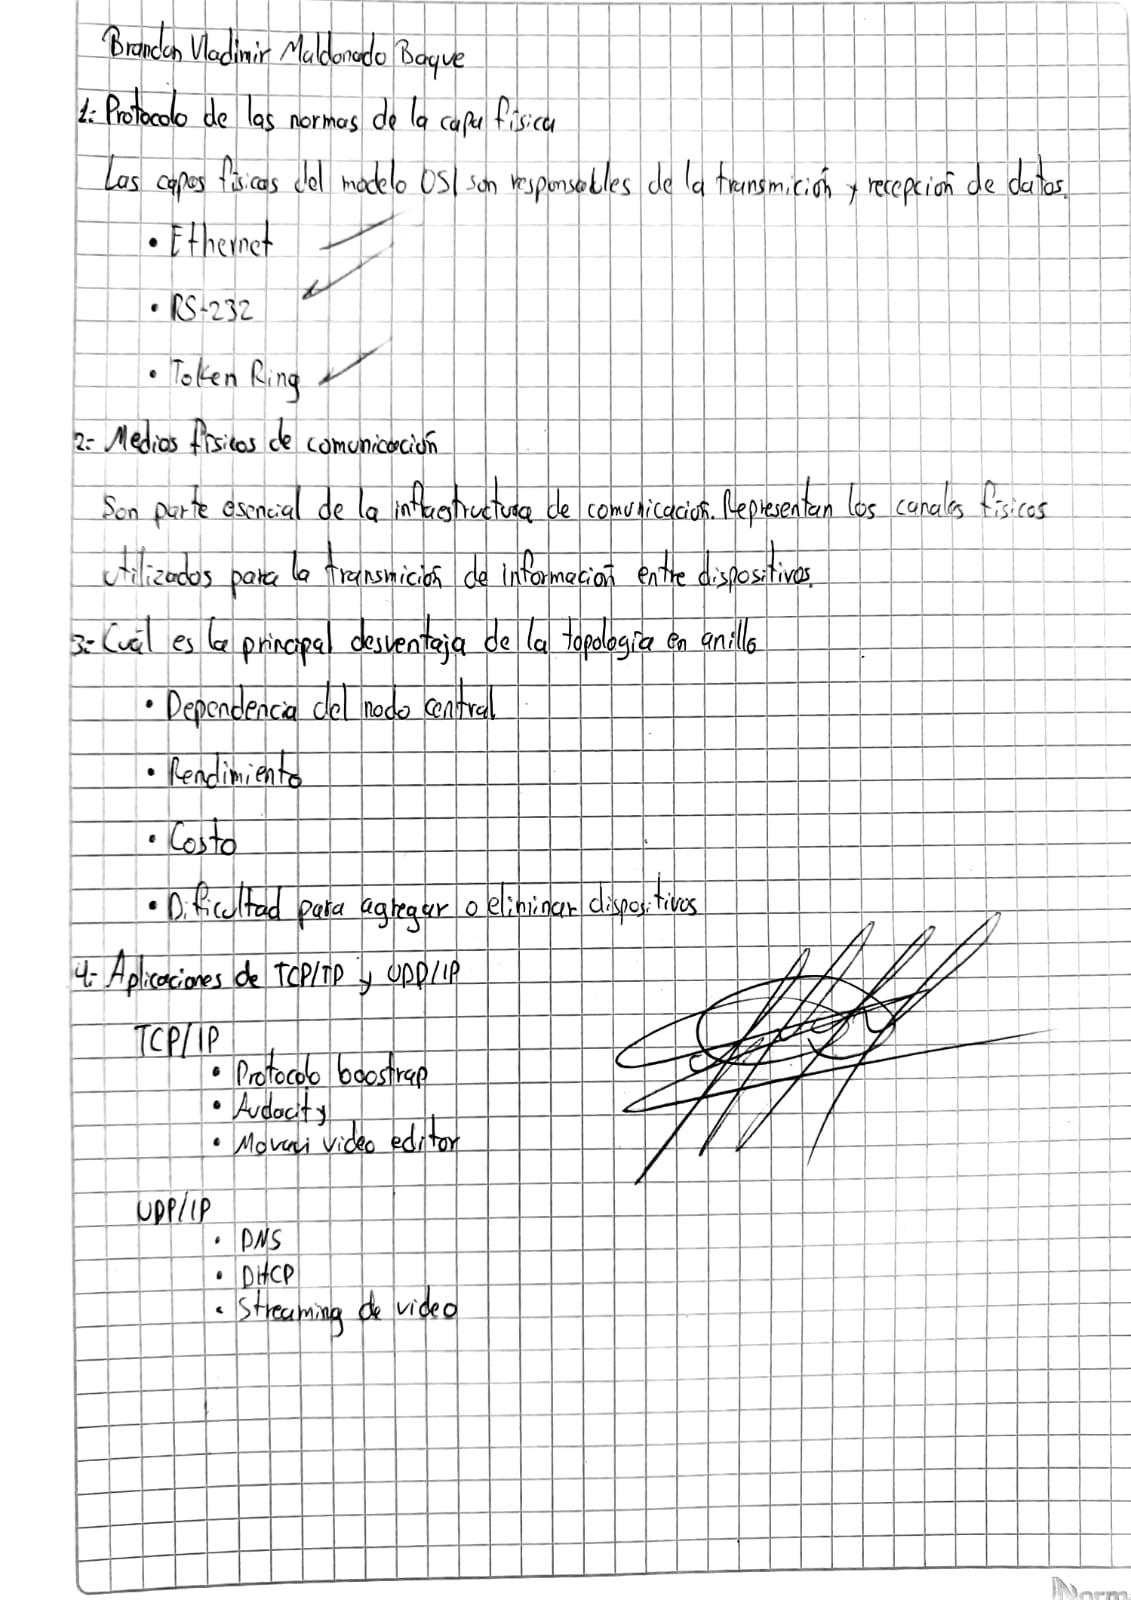 Brandon Vladimir Maldonado Baque
1: Protocolo de las normas de la capa física
Las capas físicas del modelo OSI son responsables de la transmición y recepción de datos.
• Ethernet
• RS-232
• Token Ring
2- Medios físicos de comunicación
Son parte esencial de la infraestructura de comunicación. Representan los canales físicos
utilizados para la transmición de información entre dispositivos.
3- Cuál es la principal desventaja de la topología en anillo
• Dependencia del nodo central
• Rendimiento
• Costo
• Dificultad para agregar o eliminar dispositivos
4- Aplicaciones de TCP/IP y UDP/IP
TCP/IP
• Protocolo boostrap
• Audacity
• Movavi video editor
UDP/IP
• DNS
• DHCP
• Streaming de video